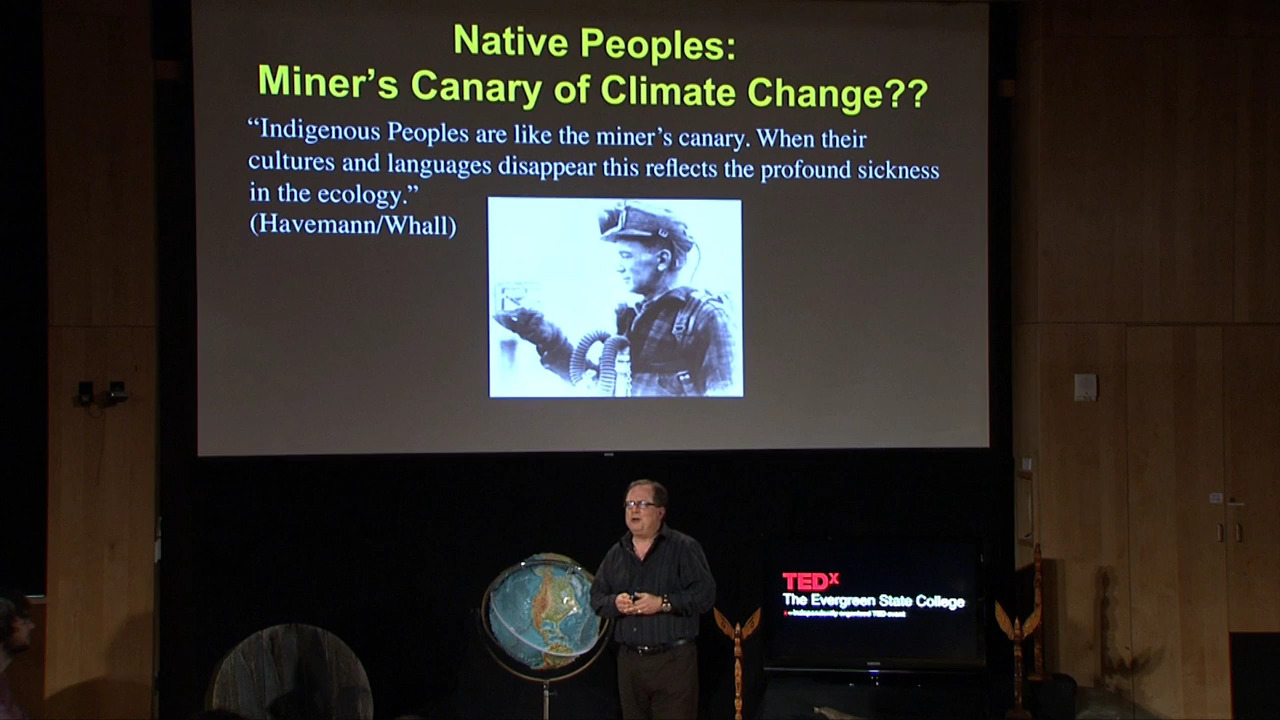 Native Peoples:
Miner's Canary of Climate Change??
“Indigenous Peoples are like the miner's canary. When their
cultures and languages disappear this reflects the profound sickness
in the ecology.”
(Havemann/Whall)
TEDx
The Evergreen State College
x = independently organized TED event